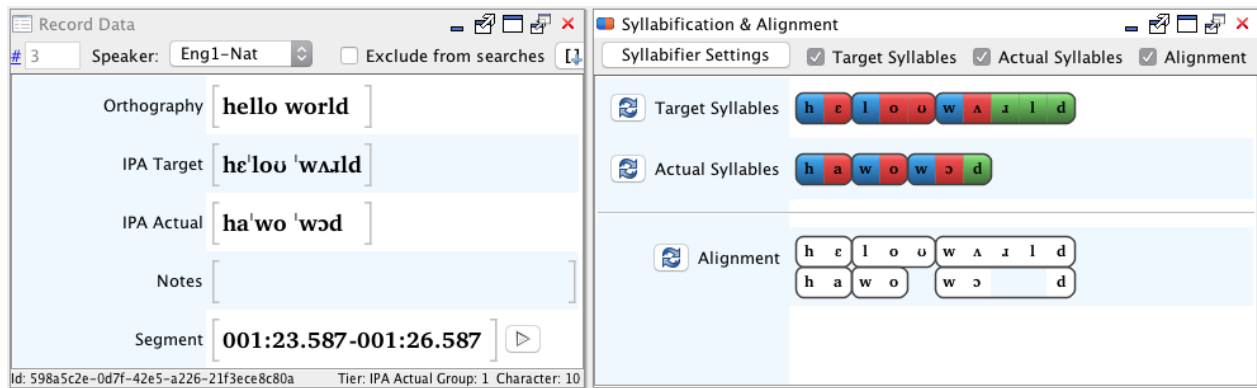 Record Data
# 3 Speaker: Eng1-Nat Exclude from searches
Orthography hello world
IPA Target hɛˈloʊ ˈwʌɹld
IPA Actual haˈwo ˈwɔd
Notes
Segment 001:23.587-001:26.587
Id: 598a5c2e-0d7f-42e5-a226-21f3ece8c80a Tier: IPA Actual Group: 1 Character: 10
Syllabification & Alignment
Syllabifier Settings Target Syllables Actual Syllables Alignment
Target Syllables h ɛ l o ʊ w ʌ ɹ l d
Actual Syllables h a w o w ɔ d
Alignment h ɛ l o ʊ w ʌ ɹ l d
h a w o w ɔ d